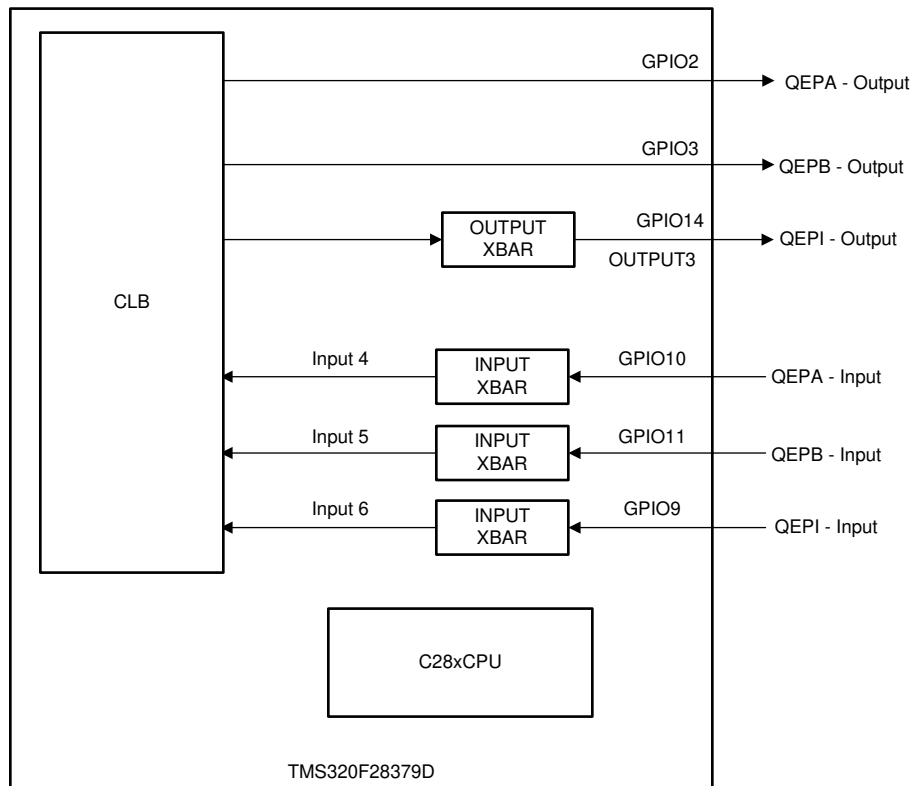 GPIO2
QEPA - Output
GPIO3
QEPB - Output
OUTPUT
XBAR
GPIO14
OUTPUT3
QEPI - Output
CLB
Input 4
INPUT
XBAR
GPIO10
QEPA - Input
Input 5
INPUT
XBAR
GPIO11
QEPB - Input
Input 6
INPUT
XBAR
GPIO9
QEPI - Input
C28xCPU
TMS320F28379D